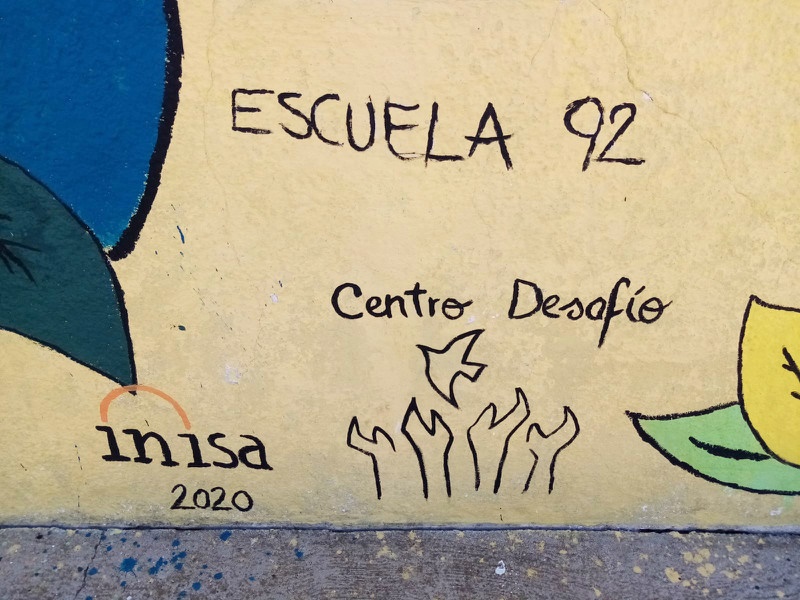 ESCUELA 92
Centro Desafío
inisa
2020